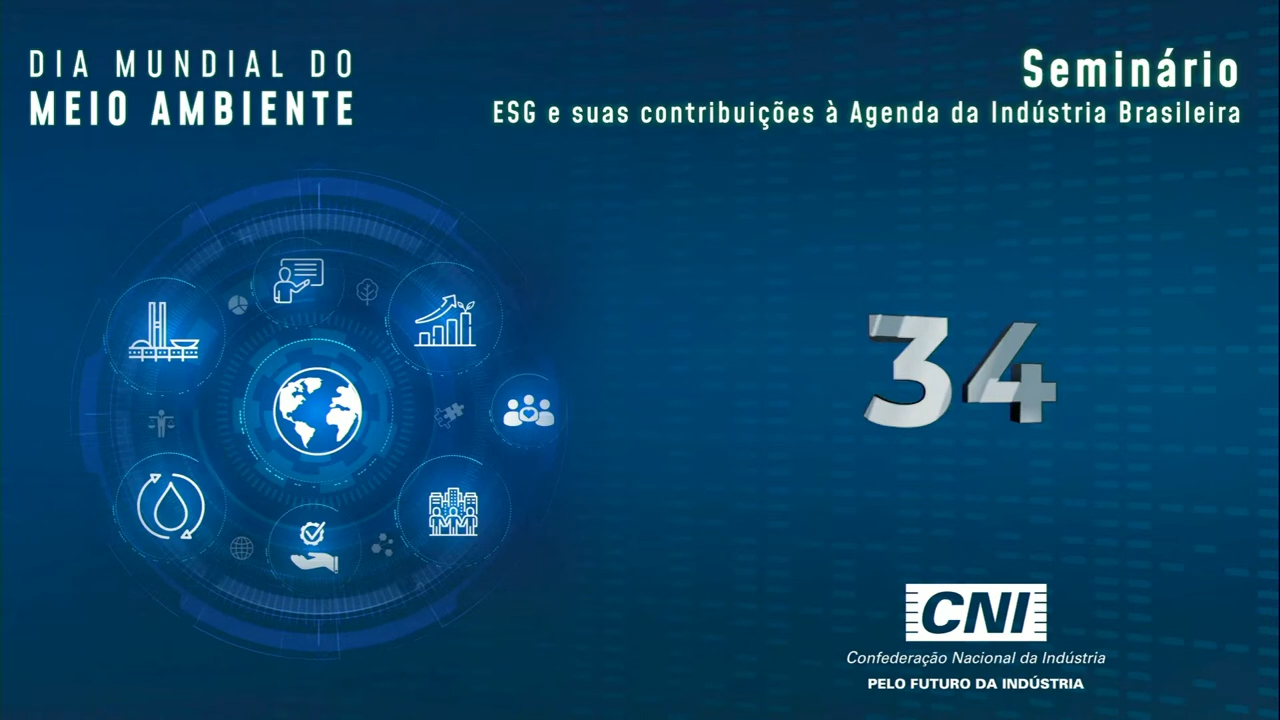 DIA MUNDIAL DO
MEIO AMBIENTE
Seminário
ESG e suas contribuições à Agenda da Indústria Brasileira
34
CNI
Confederação Nacional da Indústria
PELO FUTURO DA INDÚSTRIA